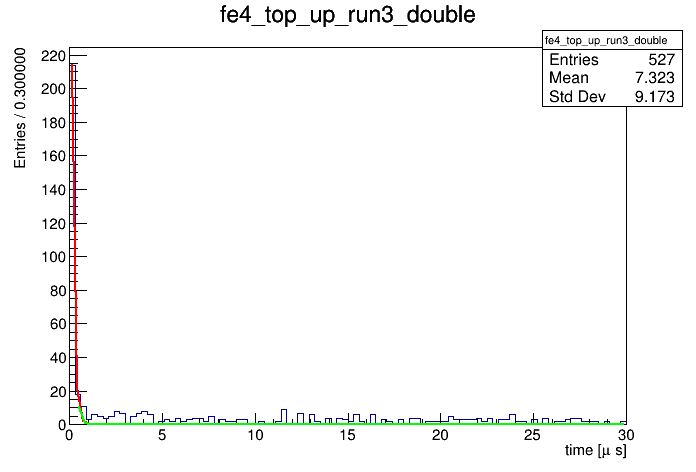 fe4_top_up_run3_double
fe4_top_up_run3_double
Entries 527
Mean 7.323
Std Dev 9.173
Entries / 0.300000
220
200
180
160
140
120
100
80
60
40
20
0
0 5 10 15 20 25 30
time [μ s]